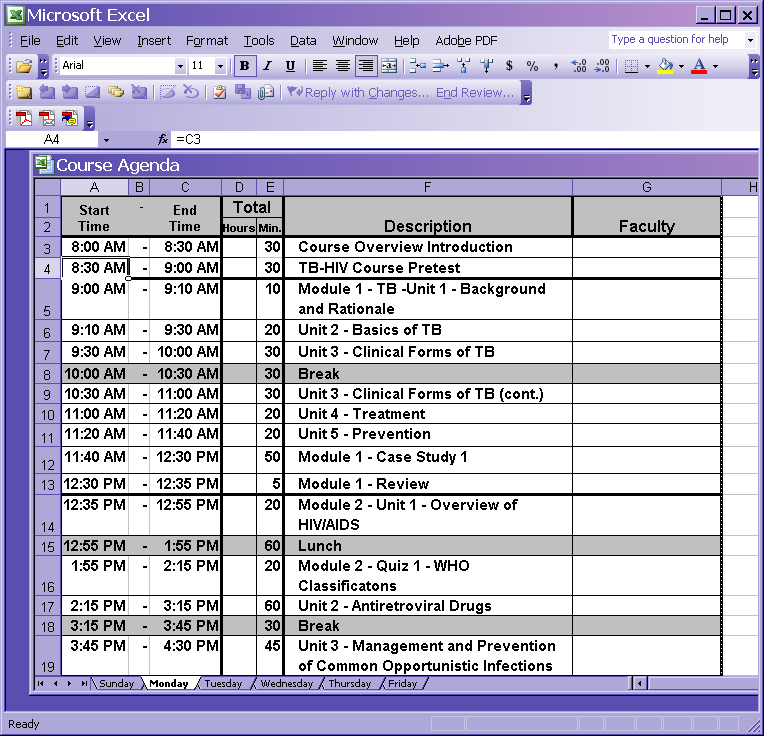 Microsoft Excel
File Edit View Insert Format Tools Data Window Help Adobe PDF Type a question for help
Arial 11 B I U $ % ,
Reply with Changes... End Review...
A4 fx =C3
Course Agenda
A B C D E F G H
1 Start - End Total
2 Time Time Hours Min. Description Faculty
3 8:00 AM - 8:30 AM 30 Course Overview Introduction
4 8:30 AM - 9:00 AM 30 TB-HIV Course Pretest
9:00 AM - 9:10 AM 10 Module 1 - TB -Unit 1 - Background
5 and Rationale
6 9:10 AM - 9:30 AM 20 Unit 2 - Basics of TB
7 9:30 AM - 10:00 AM 30 Unit 3 - Clinical Forms of TB
8 10:00 AM - 10:30 AM 30 Break
9 10:30 AM - 11:00 AM 30 Unit 3 - Clinical Forms of TB (cont.)
10 11:00 AM - 11:20 AM 20 Unit 4 - Treatment
11 11:20 AM - 11:40 AM 20 Unit 5 - Prevention
12 11:40 AM - 12:30 PM 50 Module 1 - Case Study 1
13 12:30 PM - 12:35 PM 5 Module 1 - Review
12:35 PM - 12:55 PM 20 Module 2 - Unit 1 - Overview of
14 HIV/AIDS
15 12:55 PM - 1:55 PM 60 Lunch
1:55 PM - 2:15 PM 20 Module 2 - Quiz 1 - WHO
16 Classificatons
17 2:15 PM - 3:15 PM 60 Unit 2 - Antiretroviral Drugs
18 3:15 PM - 3:45 PM 30 Break
3:45 PM - 4:30 PM 45 Unit 3 - Management and Prevention
19 of Common Opportunistic Infections
Sunday Monday Tuesday Wednesday Thursday Friday
Ready